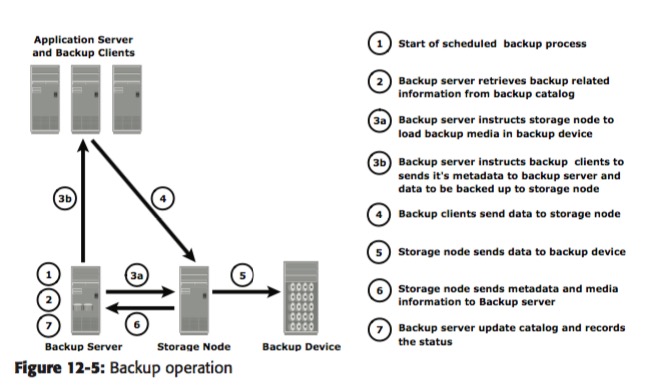 Application Server
and Backup Clients
3b
4
1
2
7
3a
6
5
Backup Server
Storage Node
Backup Device
1 Start of scheduled backup process
2 Backup server retrieves backup related
information from backup catalog
3a Backup server instructs storage node to
load backup media in backup device
3b Backup server instructs backup clients to
sends it's metadata to backup server and
data to be backed up to storage node
4 Backup clients send data to storage node
5 Storage node sends data to backup device
6 Storage node sends metadata and media
information to Backup server
7 Backup server update catalog and records
the status
Figure 12-5: Backup operation